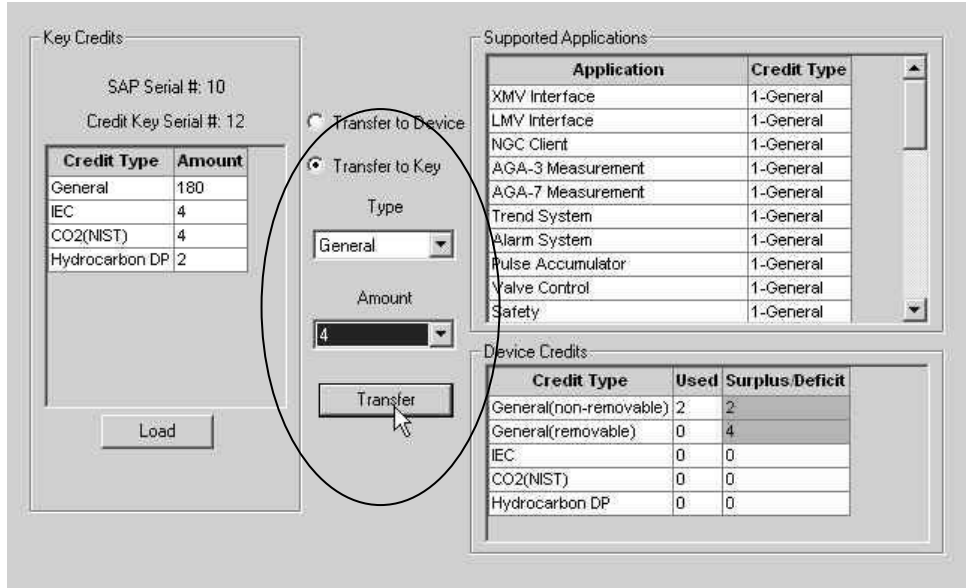 Key Credits
SAP Serial #: 10
Credit Key Serial #: 12
Credit Type Amount
General 180
IEC 4
CO2(NIST) 4
Hydrocarbon DP 2
Load
Transfer to Device
Transfer to Key
Type
General
Amount
4
Transfer
Supported Applications
Application Credit Type
XMV Interface 1-General
LMV Interface 1-General
NGC Client 1-General
AGA-3 Measurement 1-General
AGA-7 Measurement 1-General
Trend System 1-General
Alarm System 1-General
Pulse Accumulator 1-General
Valve Control 1-General
Safety 1-General
Device Credits
Credit Type Used Surplus/Deficit
General(non-removable) 2 2
General(removable) 0 4
IEC 0 0
CO2(NIST) 0 0
Hydrocarbon DP 0 0